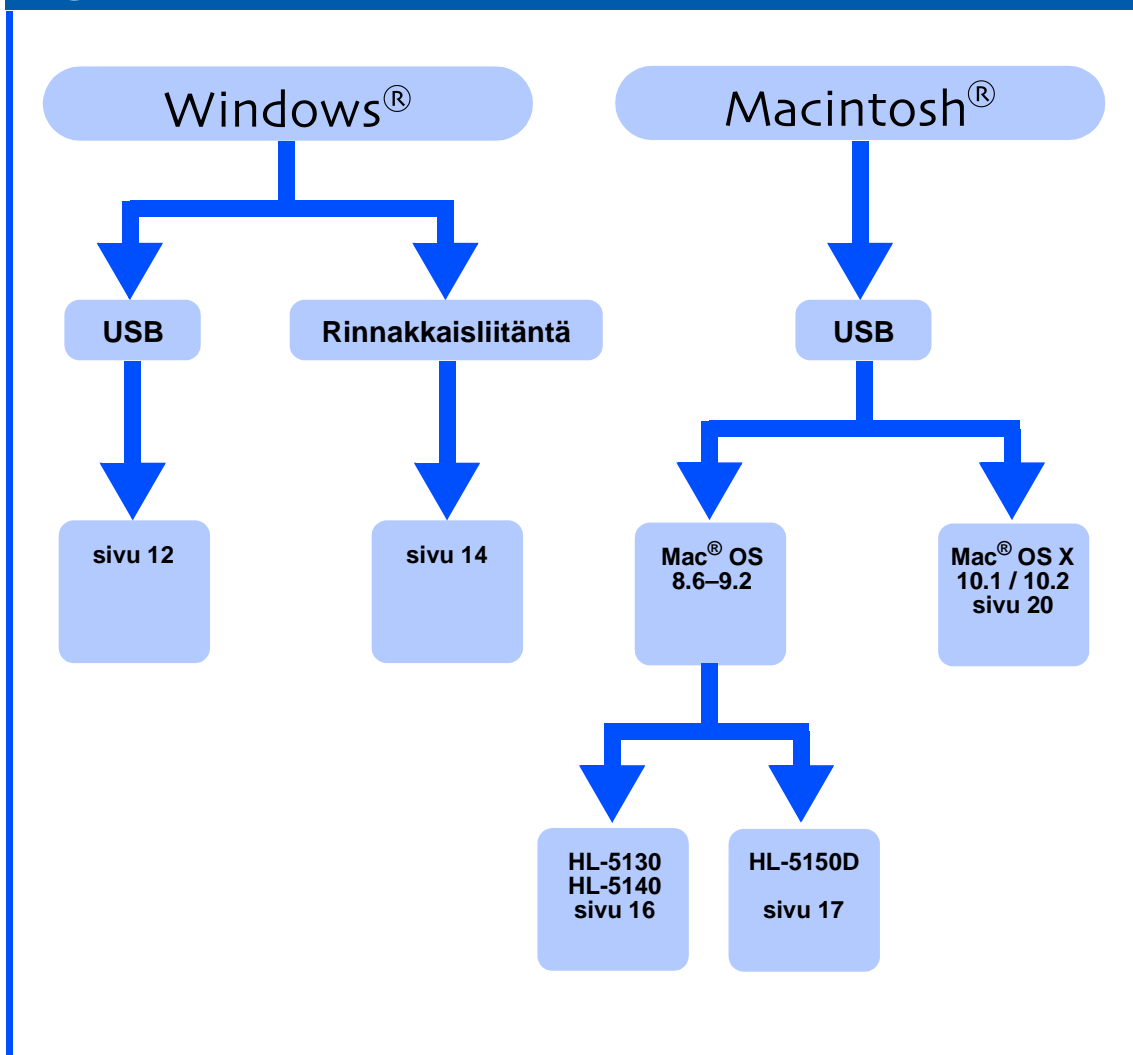 Windows®
USB
Rinnakkaisliitäntä
sivu 12
sivu 14
Macintosh®
USB
Mac® OS
8.6–9.2
Mac® OS X
10.1 / 10.2
sivu 20
HL-5130
HL-5140
sivu 16
HL-5150D
sivu 17